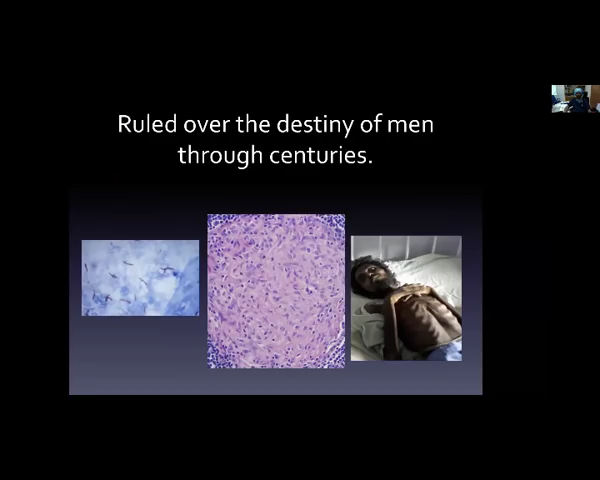 Ruled over the destiny of men
through centuries.